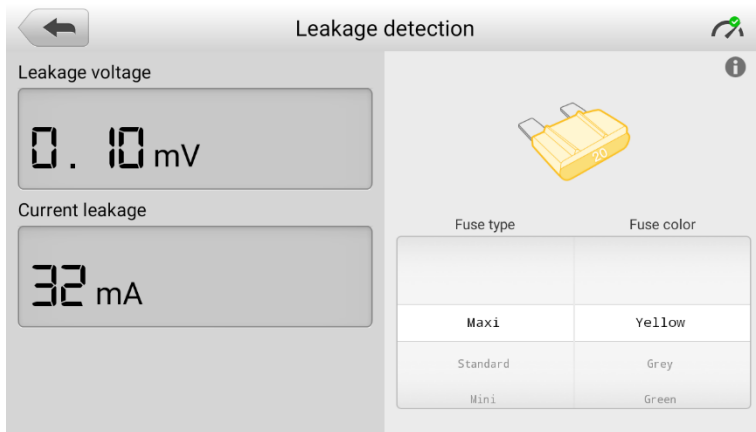 Leakage detection
Leakage voltage
0. 10 mV
Current leakage
32 mA
20
Fuse type Fuse color
Maxi Yellow
Standard Grey
Mini Green